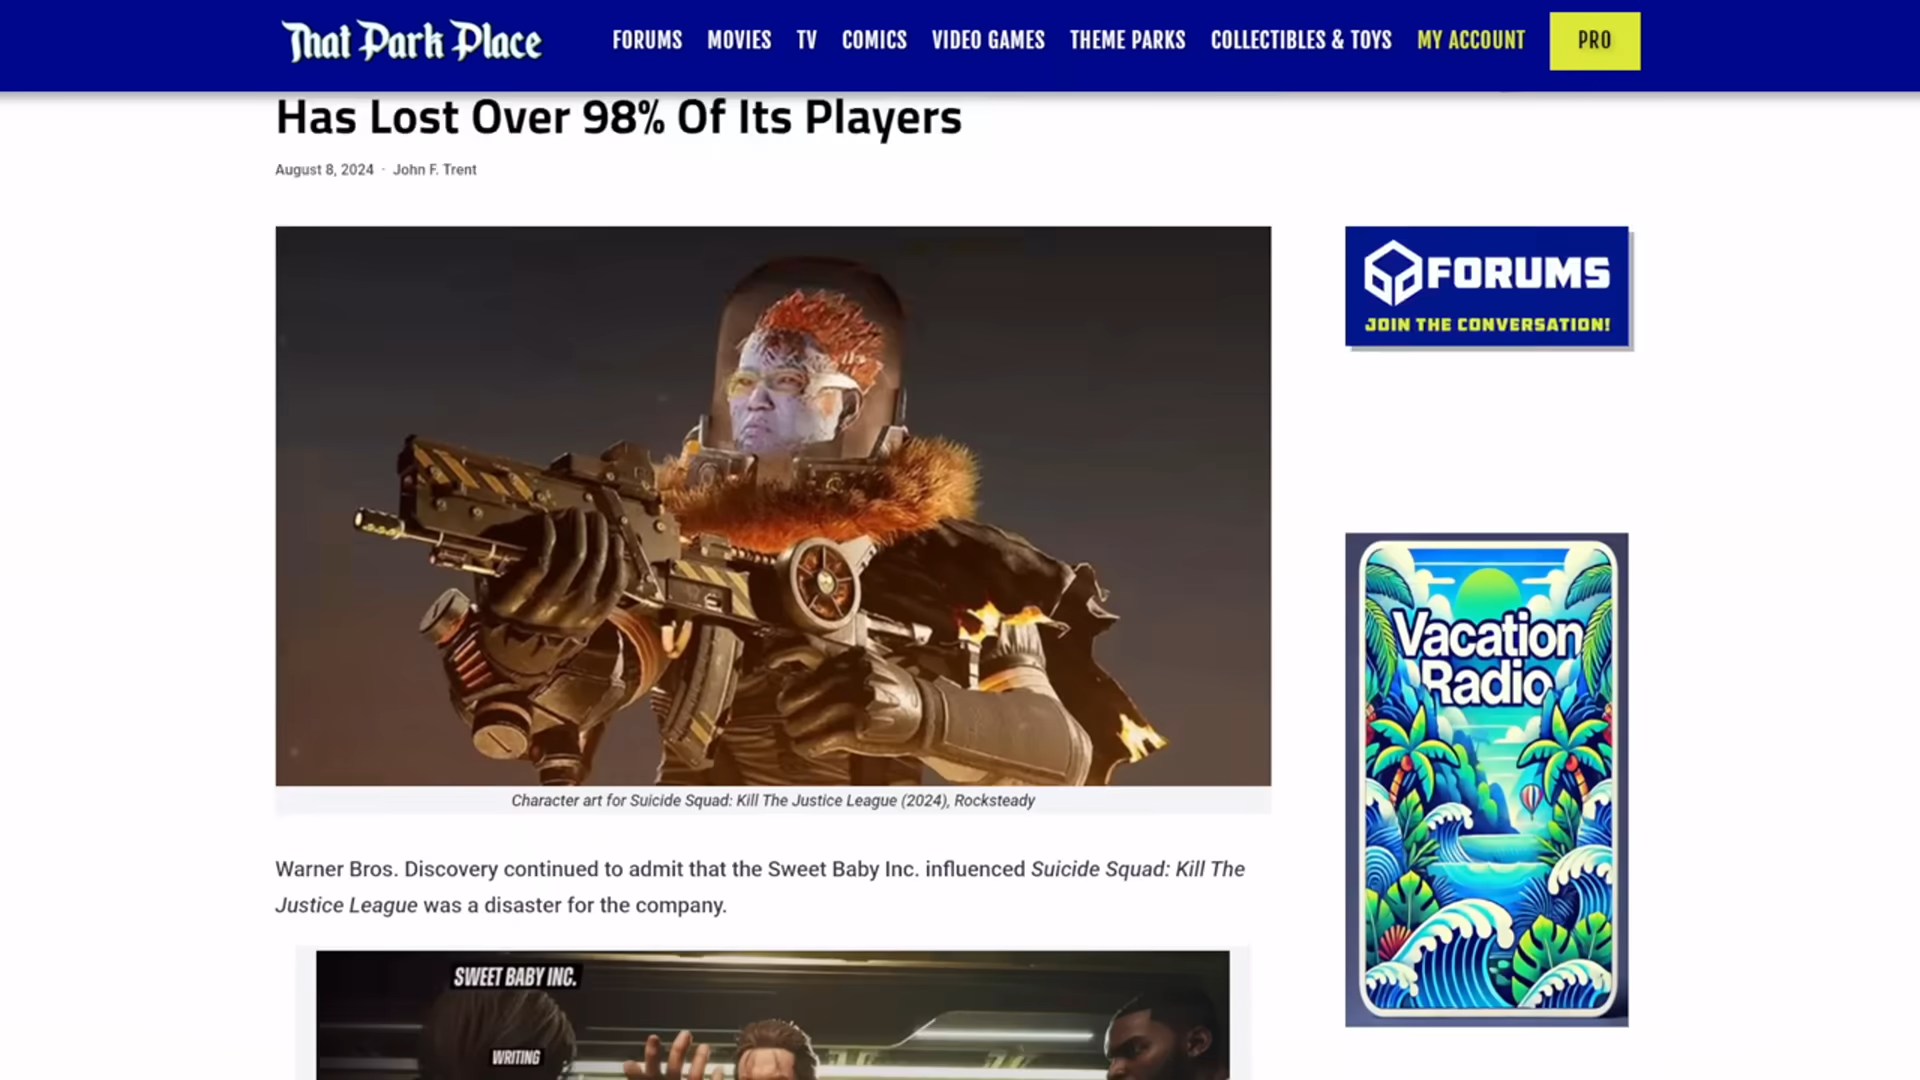 That Park Place
FORUMS MOVIES TV COMICS VIDEO GAMES THEME PARKS COLLECTIBLES & TOYS MY ACCOUNT PRO
Has Lost Over 98% Of Its Players
August 8, 2024 · John F. Trent
FORUMS
JOIN THE CONVERSATION!
Character art for Suicide Squad: Kill The Justice League (2024), Rocksteady
Vacation
Radio
Warner Bros. Discovery continued to admit that the Sweet Baby Inc. influenced Suicide Squad: Kill The
Justice League was a disaster for the company.
SWEET BABY INC.
WRITING